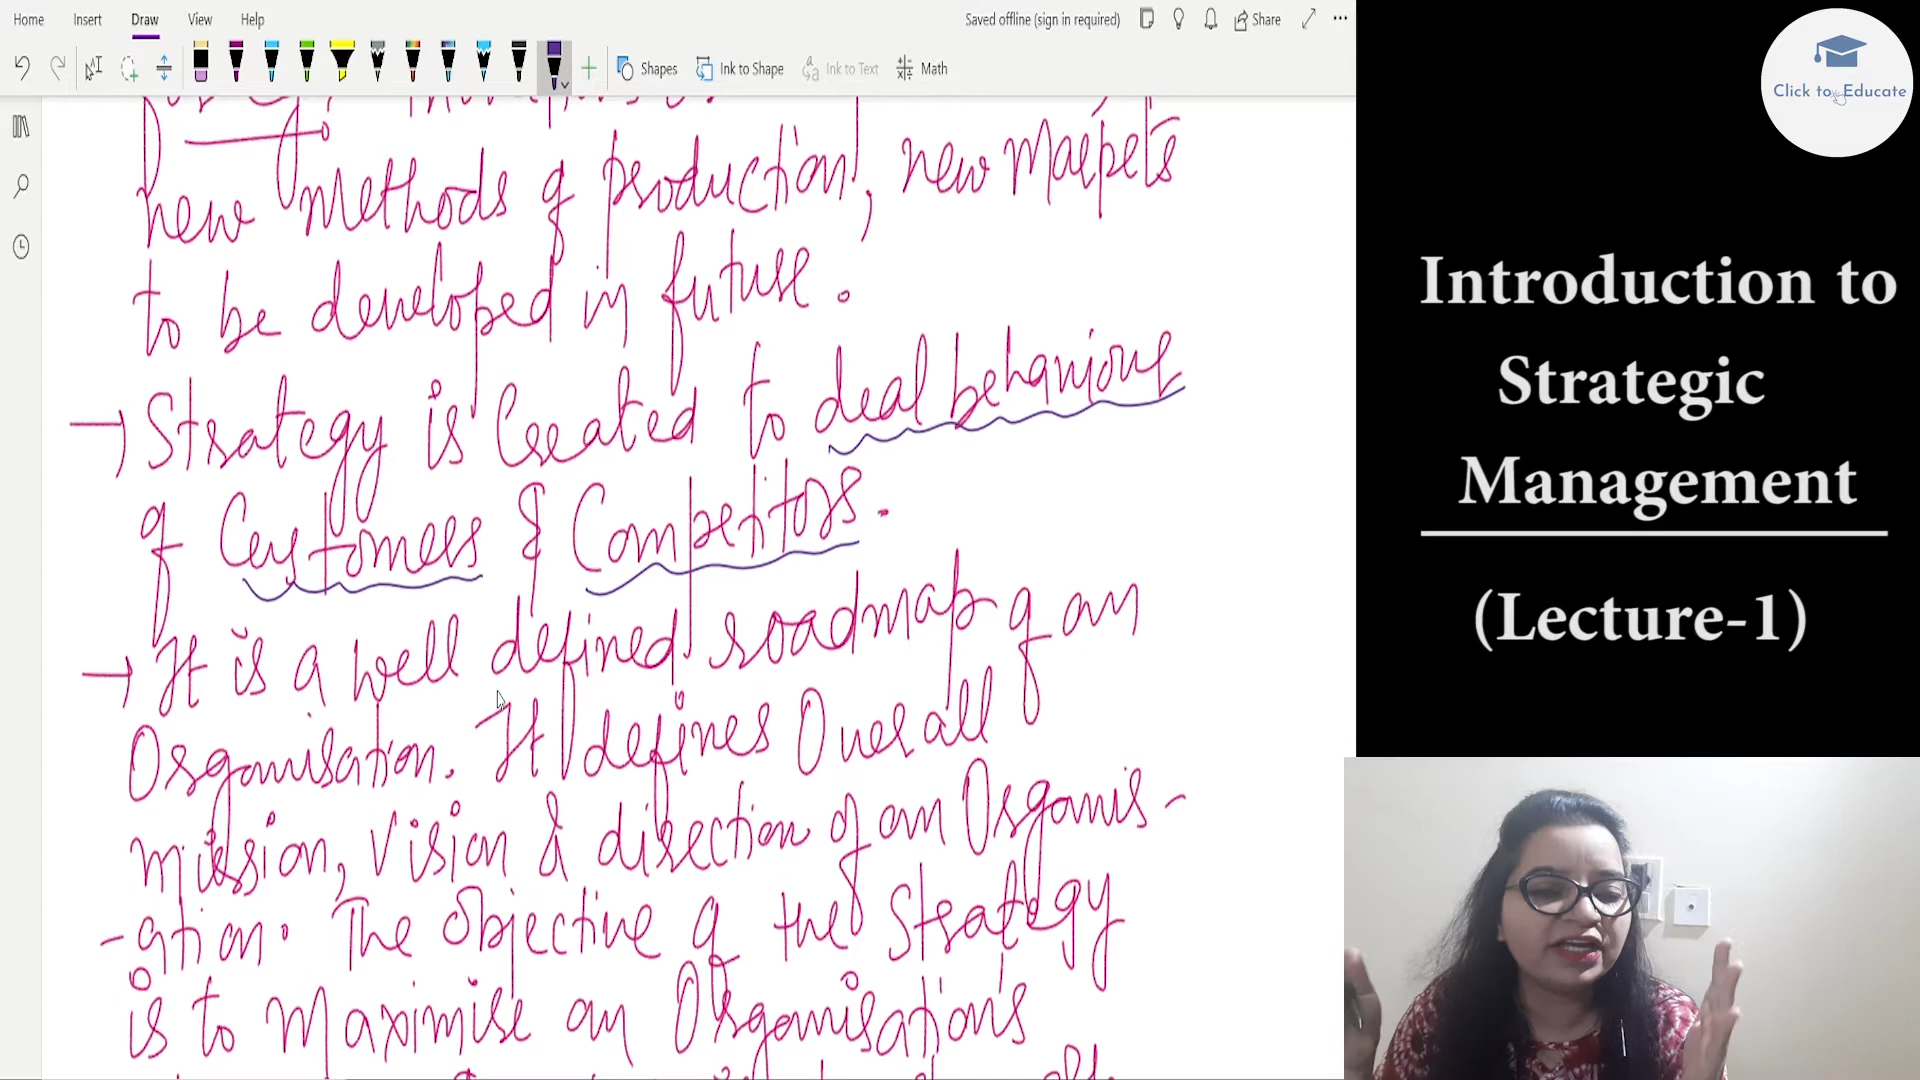 Home Insert Draw View Help
Saved offline (sign in required) Share
Shapes Ink to Shape Ink to Text Math
Click to Educate
new methods of production, new markets
to be developed in future.
→ Strategy is Created to deal behaviour
of Customers & Competitors.
→ It is a well defined roadmap of an
Organisation. It defines Overall
mission, Vision & direction of an Organis-
-ation. The objective of the Strategy
is to Maximise an Organisation's
Introduction to
Strategic
Management
(Lecture-1)